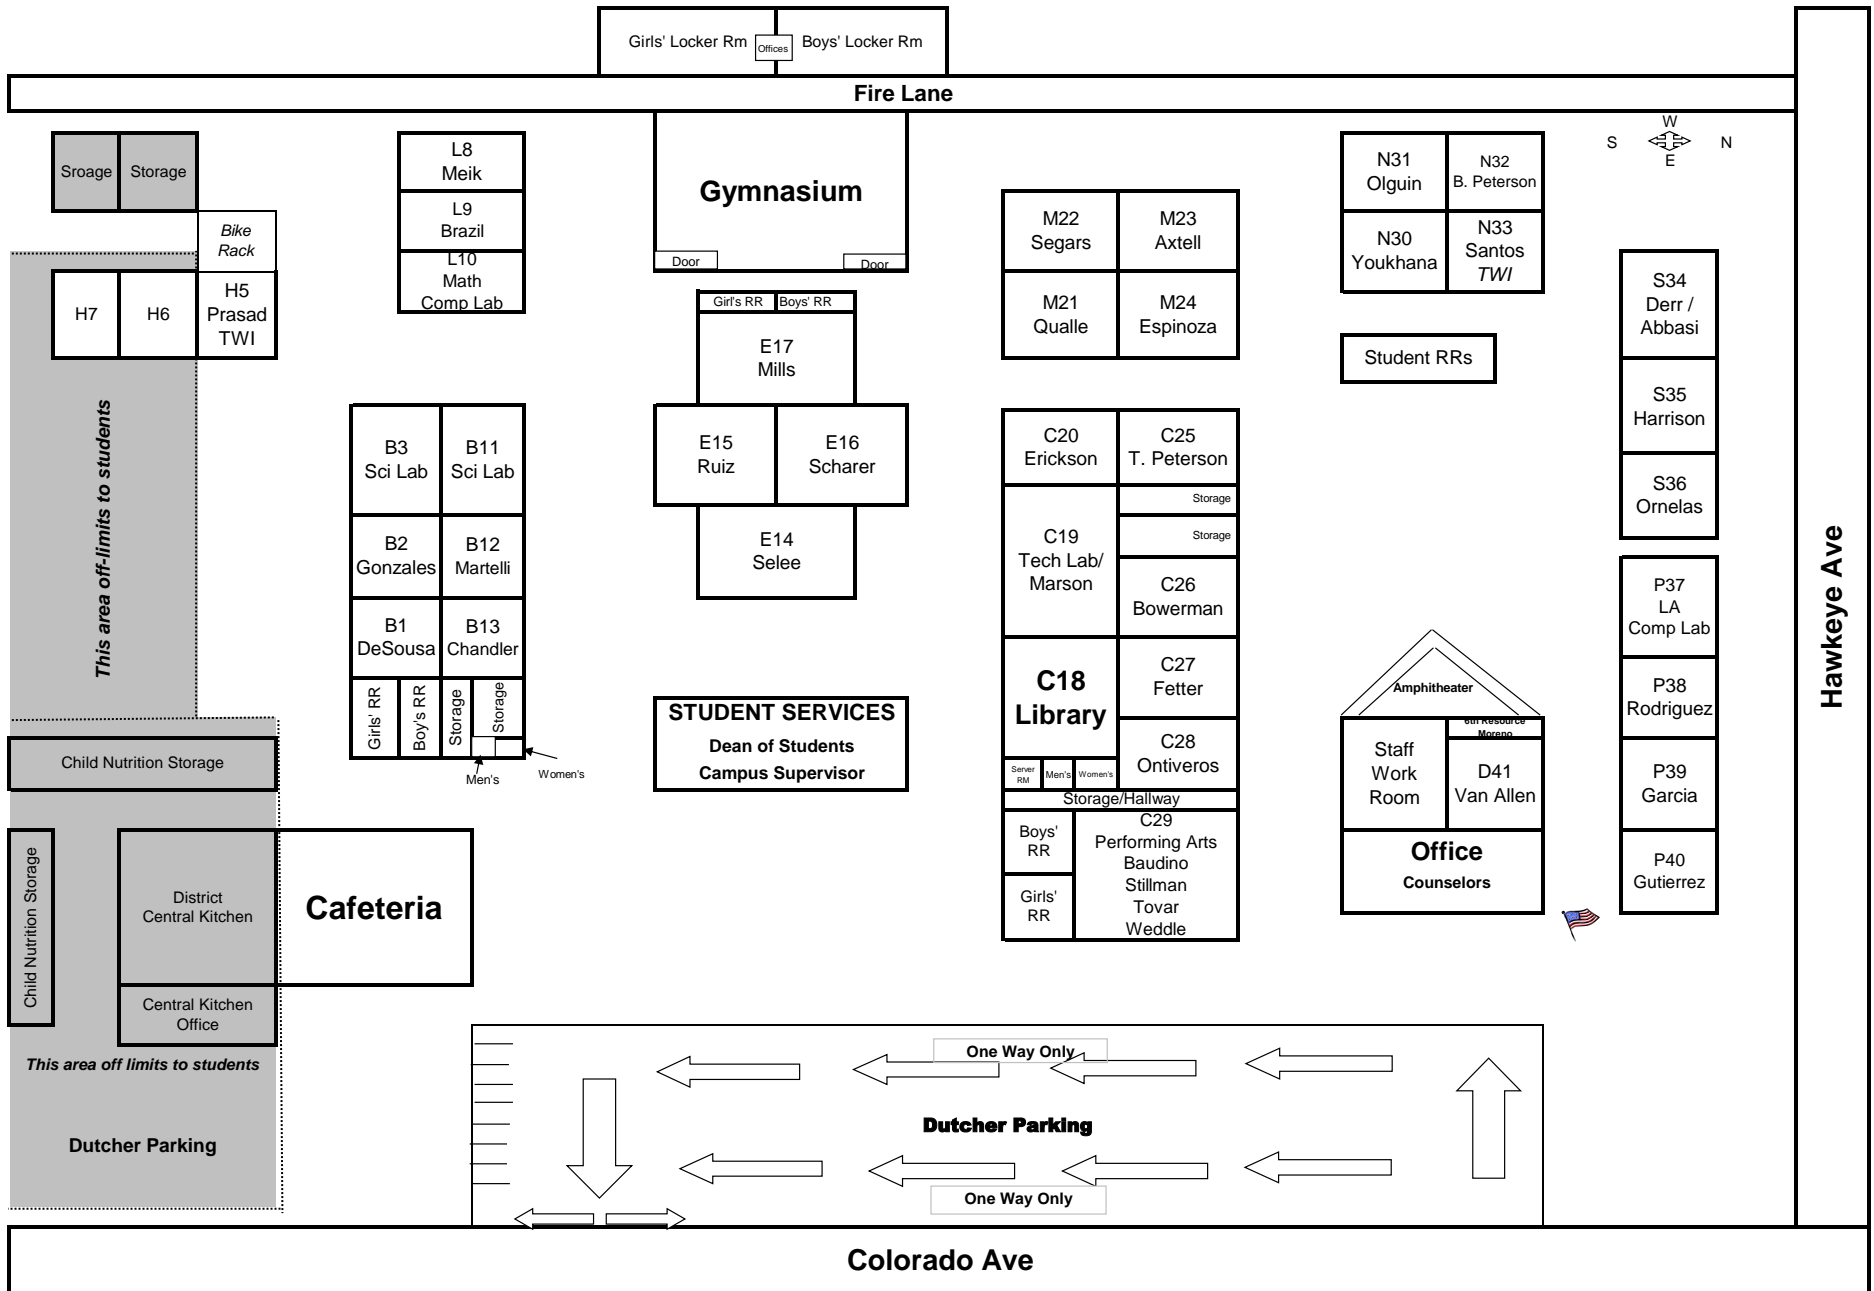 Girls' Locker Rm
Offices
Boys' Locker Rm
Fire Lane
Sroage
Storage
L8
Meik
L9
Brazil
L10
Math
Comp Lab
Gymnasium
Door
Door
N31
Olguin
N32
B. Peterson
N30
Youkhana
N33
Santos
TWI
W
S
N
E
Bike
Rack
H7
H6
H5
Prasad
TWI
M22
Segars
M23
Axtell
M21
Qualle
M24
Espinoza
S34
Derr /
Abbasi
S35
Harrison
S36
Ornelas
Girl's RR
Boys' RR
E17
Mills
E15
Ruiz
E16
Scharer
E14
Selee
Student RRs
This area off-limits to students
B3
Sci Lab
B11
Sci Lab
B2
Gonzales
B12
Martelli
B1
DeSousa
B13
Chandler
Girls' RR
Boy's RR
Storage
Storage
Men's
Women's
C20
Erickson
C25
T. Peterson
Storage
Storage
C19
Tech Lab/
Marson
C26
Bowerman
C18
Library
C27
Fetter
C28
Ontiveros
Server
RM
Men's
Women's
Storage/Hallway
Boys'
RR
Girls'
RR
C29
Performing Arts
Baudino
Stillman
Tovar
Weddle
STUDENT SERVICES
Dean of Students
Campus Supervisor
Amphitheater
6th Resource
Moreno
Staff
Work
Room
D41
Van Allen
Office
Counselors
P37
LA
Comp Lab
P38
Rodriguez
P39
Garcia
P40
Gutierrez
Hawkeye Ave
Child Nutrition Storage
Child Nutrition Storage
District
Central Kitchen
Cafeteria
Central Kitchen
Office
This area off limits to students
Dutcher Parking
One Way Only
Dutcher Parking
One Way Only
Colorado Ave